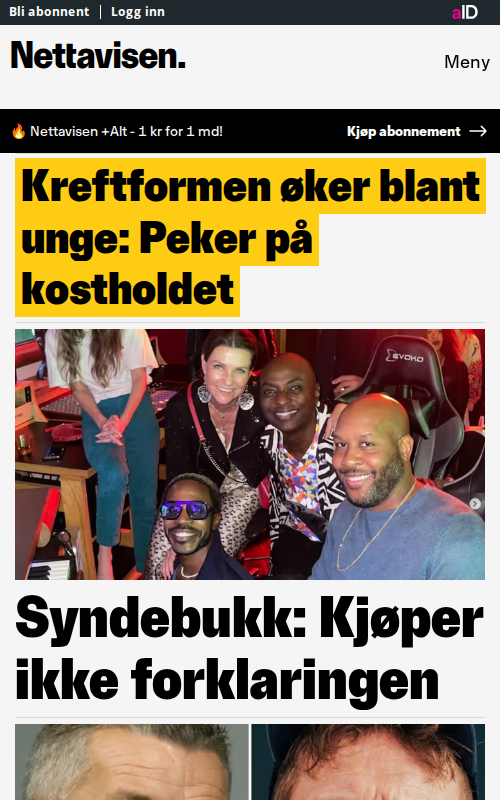 Bli abonnent | Logg inn
aID
Nettavisen.
Meny
🔥 Nettavisen +Alt - 1 kr for 1 md!
Kjøp abonnement →
Kreftformen øker blant
unge: Peker på
kostholdet
EVOKO
Syndebukk: Kjøper
ikke forklaringen